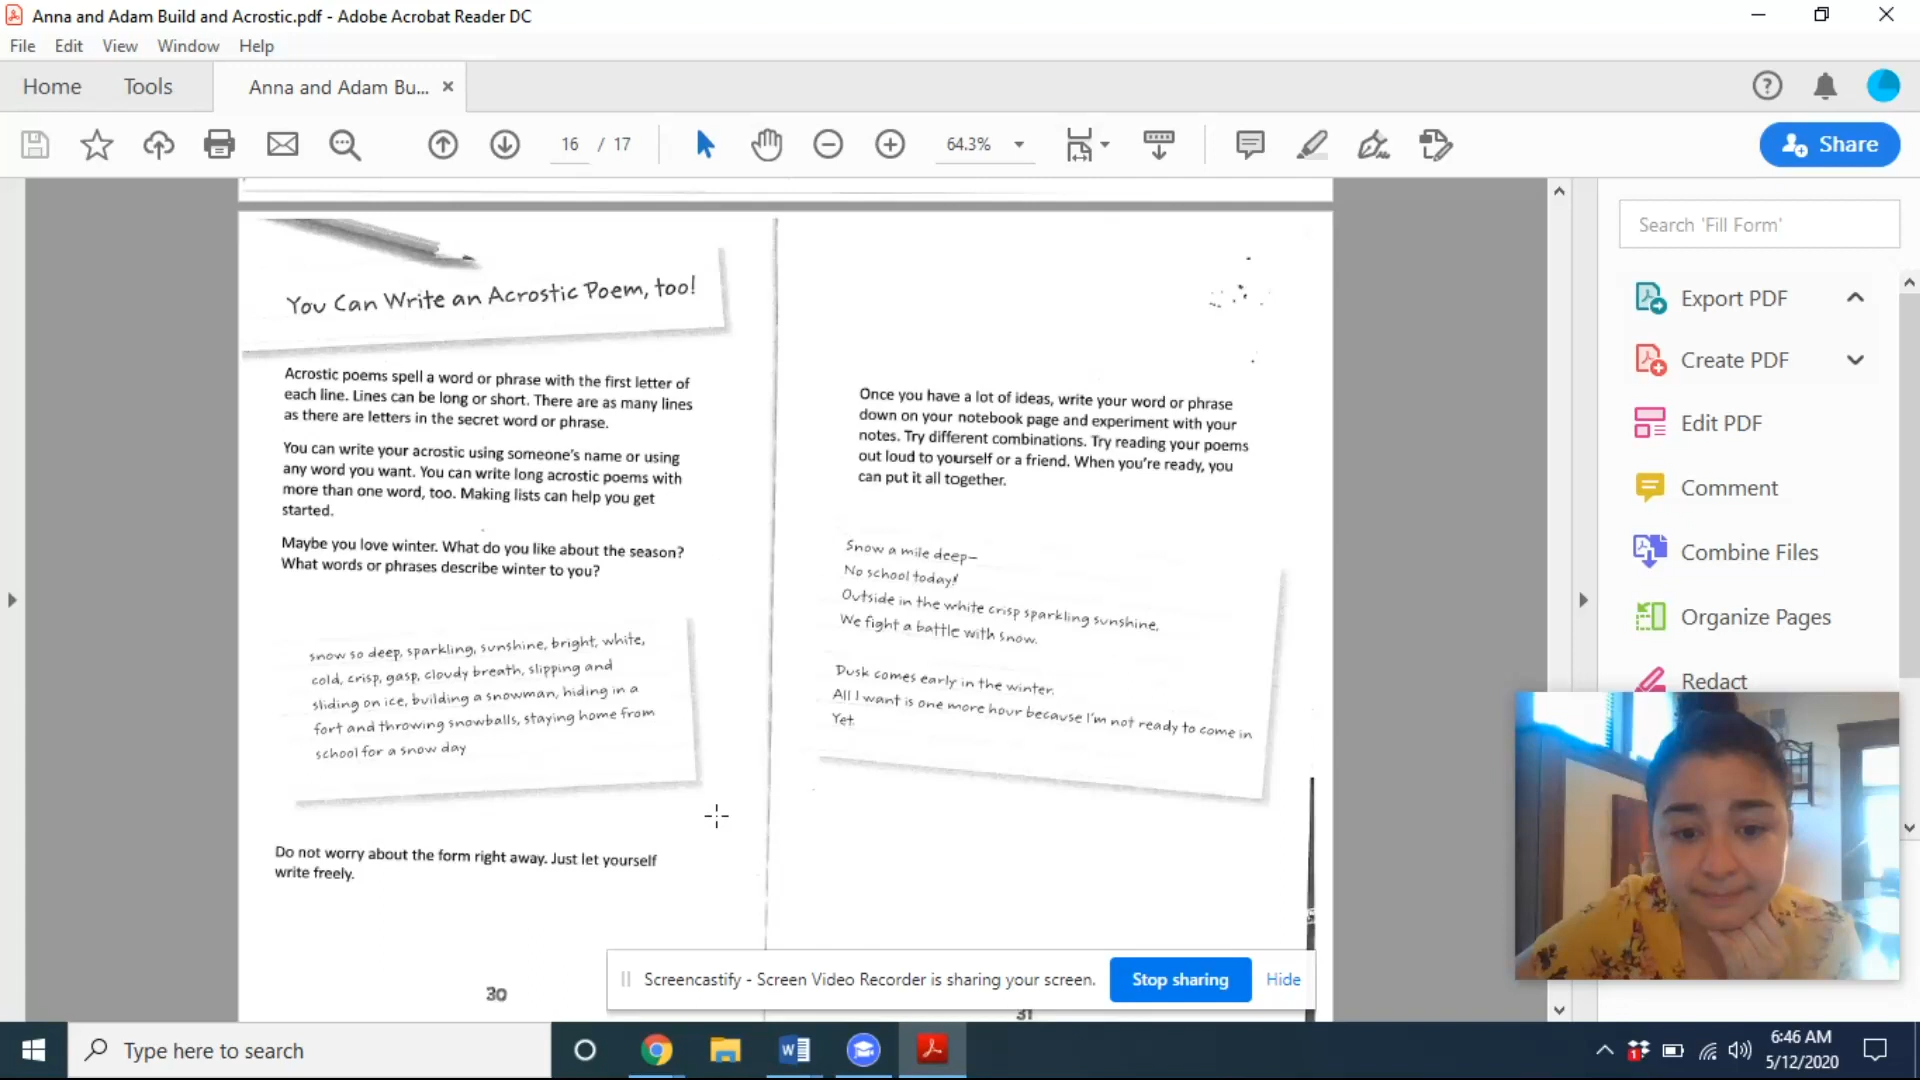 Anna and Adam Build and Acrostic.pdf - Adobe Acrobat Reader DC
File Edit View Window Help
Home Tools Anna and Adam Bu... ×
16 / 17 64.3% Share
Search 'Fill Form'
Export PDF
Create PDF
Edit PDF
Comment
Combine Files
Organize Pages
Redact
You Can Write an Acrostic Poem, too!
Acrostic poems spell a word or phrase with the first letter of
each line. Lines can be long or short. There are as many lines
as there are letters in the secret word or phrase.
You can write your acrostic using someone's name or using
any word you want. You can write long acrostic poems with
more than one word, too. Making lists can help you get
started.
Maybe you love winter. What do you like about the season?
What words or phrases describe winter to you?
snow so deep, sparkling, sunshine, bright, white,
cold, crisp, gasp, cloudy breath, slipping and
sliding on ice, building a snowman, hiding in a
fort and throwing snowballs, staying home from
school for a snow day
Do not worry about the form right away. Just let yourself
write freely.
30
Once you have a lot of ideas, write your word or phrase
down on your notebook page and experiment with your
notes. Try different combinations. Try reading your poems
out loud to yourself or a friend. When you're ready, you
can put it all together.
Snow a mile deep—
No school today!
Outside in the white crisp sparkling sunshine,
We fight a battle with snow.
Dusk comes early in the winter.
All I want is one more hour because I'm not ready to come in
Yet.
31
Screencastify - Screen Video Recorder is sharing your screen. Stop sharing Hide
Type here to search
6:46 AM
5/12/2020